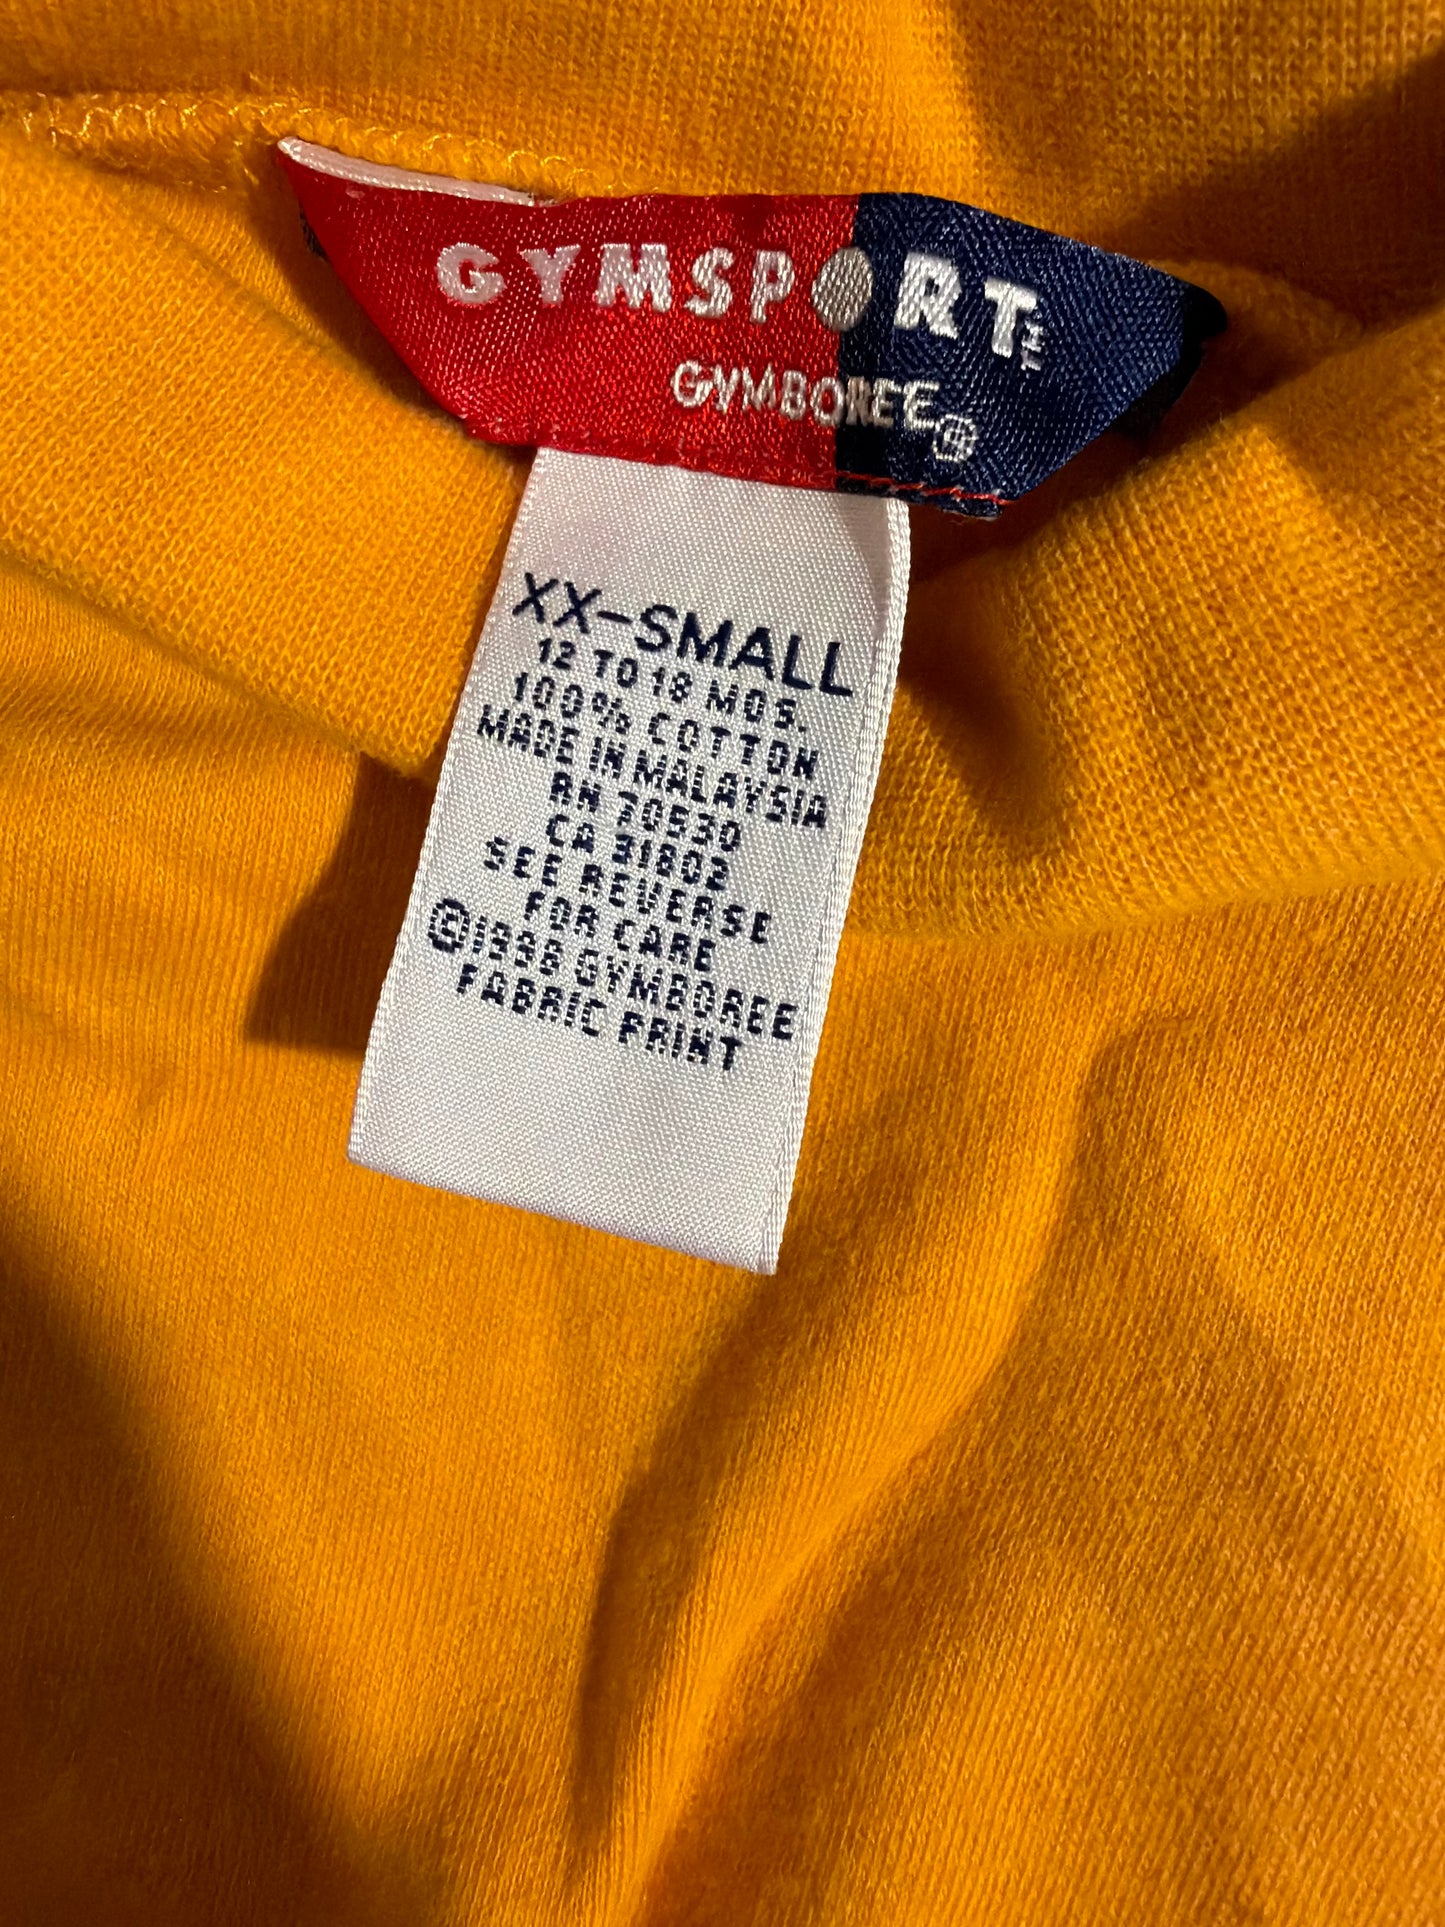 GYMSPORT™
GYMBOREE®
XX-SMALL
12 TO 18 MOS.
100% COTTON
MADE IN MALAYSIA
RN 70530
CA 31802
SEE REVERSE
FOR CARE
©1998 GYMBOREE
FABRIC PRINT